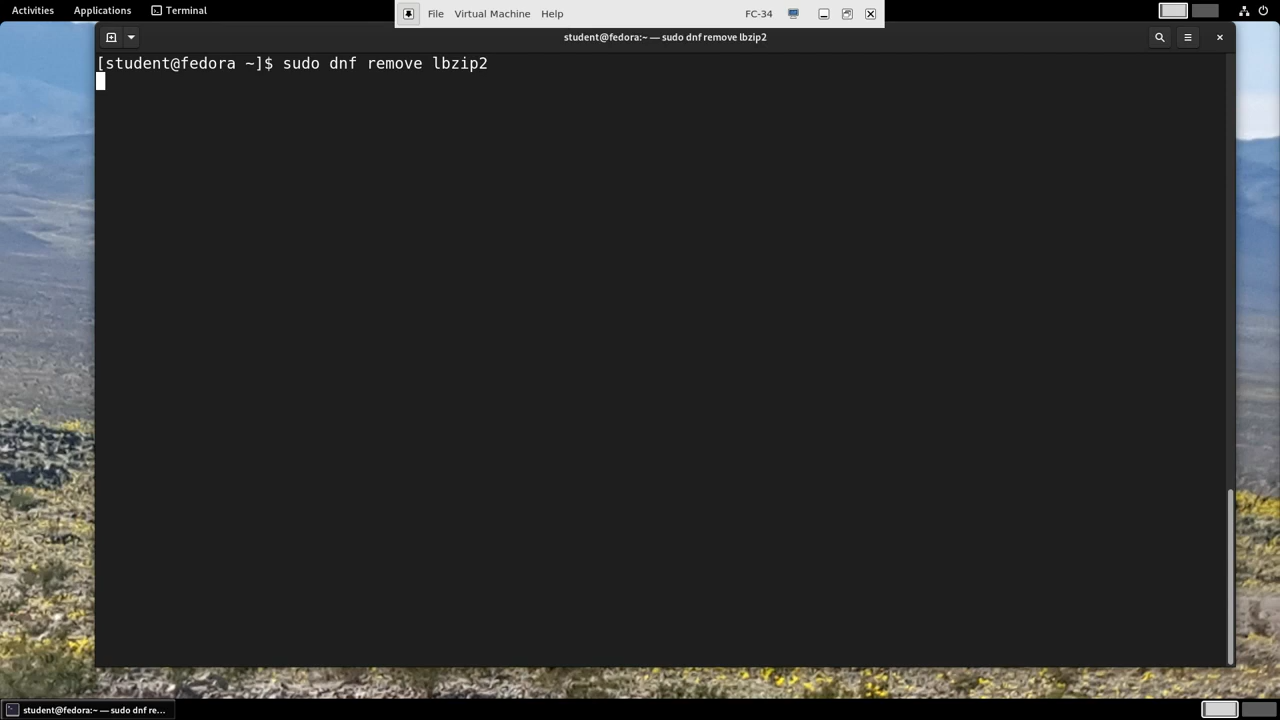 Activities Applications Terminal
File Virtual Machine Help FC-34
student@fedora:~ — sudo dnf remove lbzip2
[student@fedora ~]$ sudo dnf remove lbzip2
student@fedora:~ — sudo dnf re...